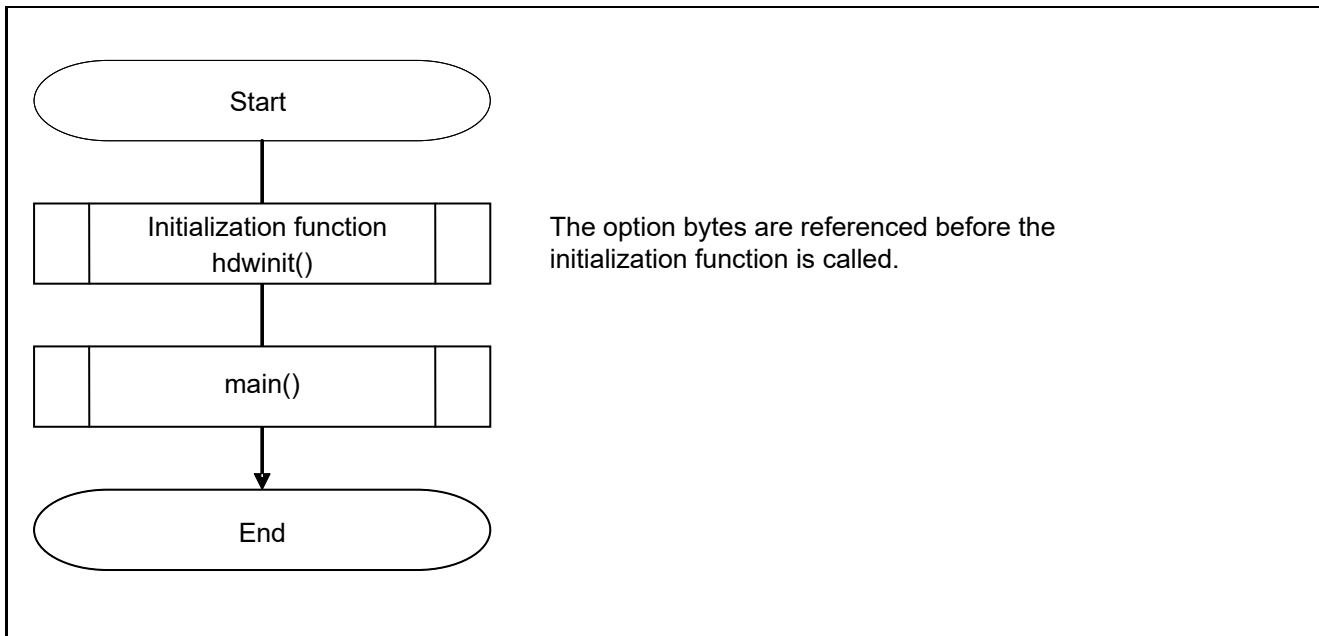 Start
Initialization function
hdwinit()
The option bytes are referenced before the
initialization function is called.
main()
End